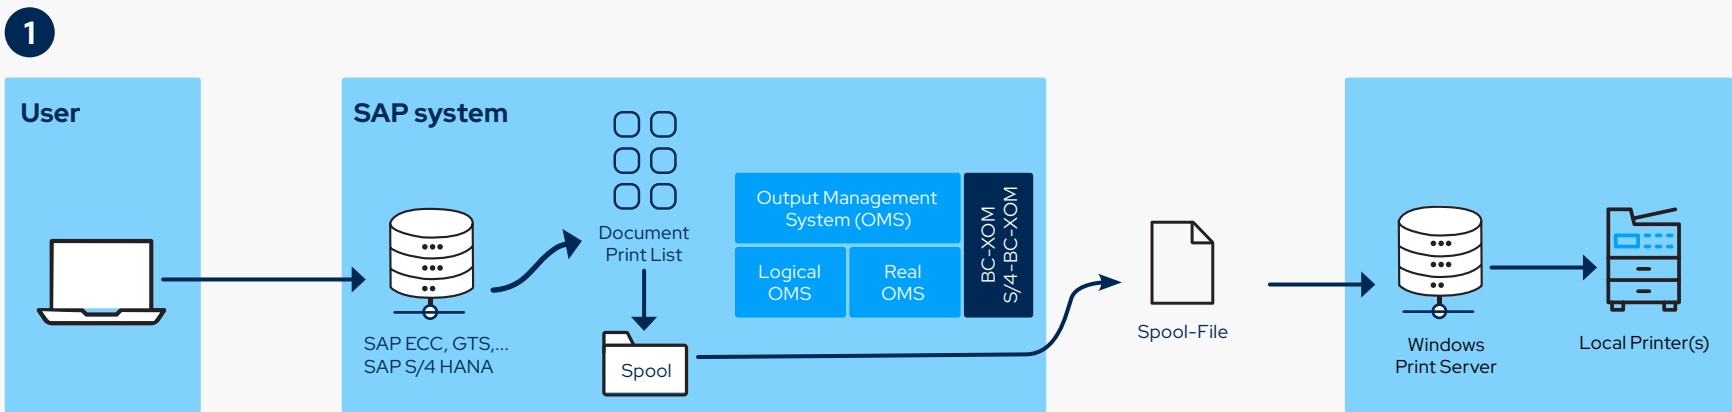 1
User
SAP system
Document
Print List
SAP ECC, GTS,...
SAP S/4 HANA
Spool
Output Management
System (OMS)
Logical
OMS
Real
OMS
BC-XOM
S/4-BC-XOM
Spool-File
Windows
Print Server
Local Printer(s)